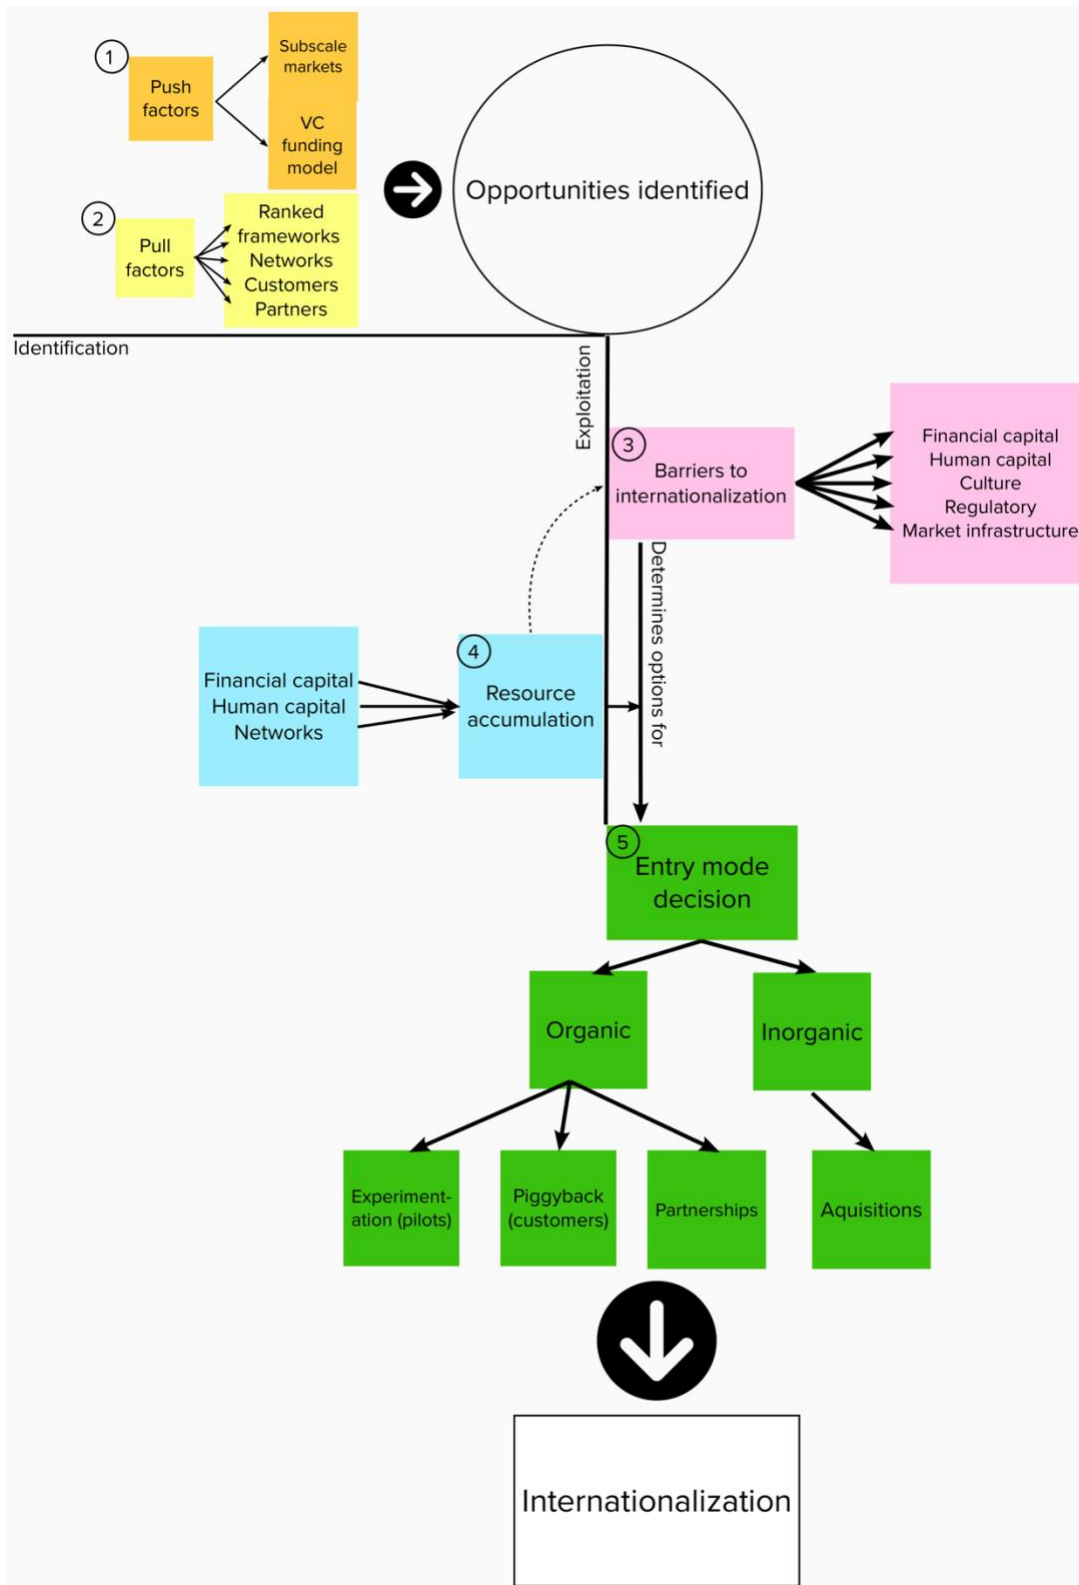 1
Push
factors
Subscale
markets
VC
funding
model
2
Pull
factors
Ranked
frameworks
Networks
Customers
Partners
Opportunities identified
Identification
Exploitation
3
Barriers to
internationalization
Financial capital
Human capital
Culture
Regulatory
Market infrastructure
Determines options for
Financial capital
Human capital
Networks
4
Resource
accumulation
5
Entry mode
decision
Organic
Inorganic
Experiment-
ation (pilots)
Piggyback
(customers)
Partnerships
Aquisitions
Internationalization